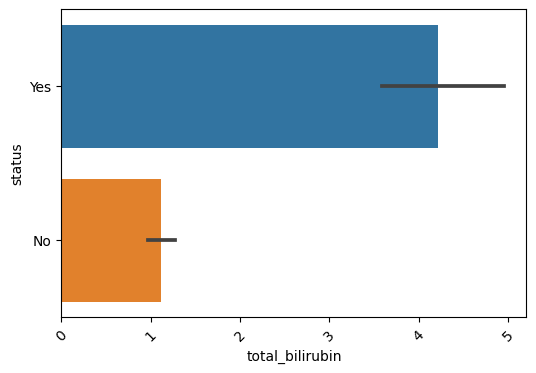 Yes
No
status
0 1 2 3 4 5
total_bilirubin